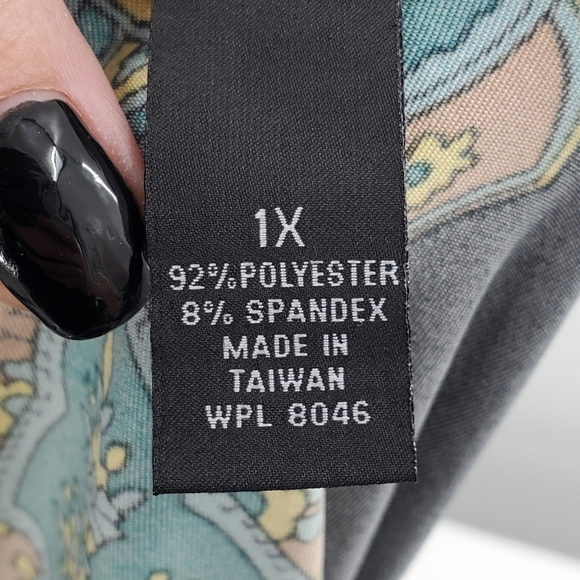 1X
92% POLYESTER
8% SPANDEX
MADE IN
TAIWAN
WPL 8046